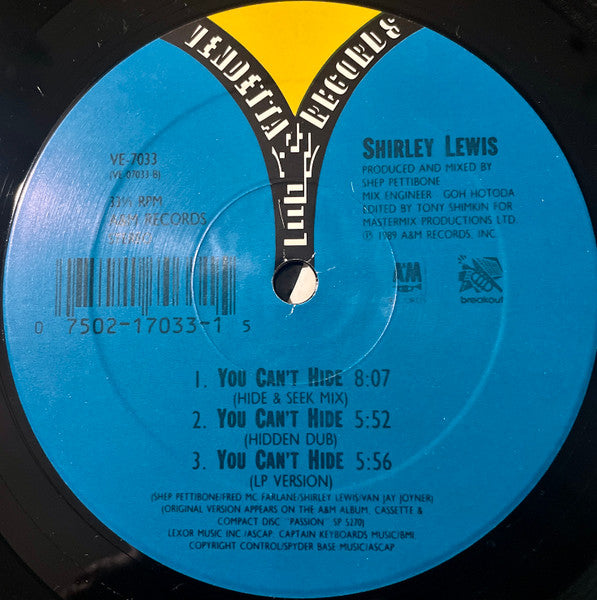 VENDETTA RECORDS
VE-7033
(VE-07033-B)
33⅓ RPM
A&M RECORDS
STEREO
SHIRLEY LEWIS
PRODUCED AND MIXED BY
SHEP PETTIBONE
MIX ENGINEER GOH HOTODA
EDITED BY TONY SHIMKIN FOR
MASTERMIX PRODUCTIONS LTD.
℗ 1989 A&M RECORDS, INC.
A&M
RECORDS
breakout
0 7502-17033-1 5
1. YOU CAN'T HIDE 8:07
(HIDE & SEEK MIX)
2. YOU CAN'T HIDE 5:52
(HIDDEN DUB)
3. YOU CAN'T HIDE 5:56
(LP VERSION)
(SHEP PETTIBONE/FRED MC FARLANE/SHIRLEY LEWIS/VAN JAY JOYNER)
(ORIGINAL VERSION APPEARS ON THE A&M ALBUM, CASSETTE &
COMPACT DISC "PASSION" SP 5270)
LEXOR MUSIC INC./ASCAP, CAPTAIN KEYBOARDS MUSIC/BMI,
COPYRIGHT CONTROL/SPYDER BASE MUSIC/ASCAP.